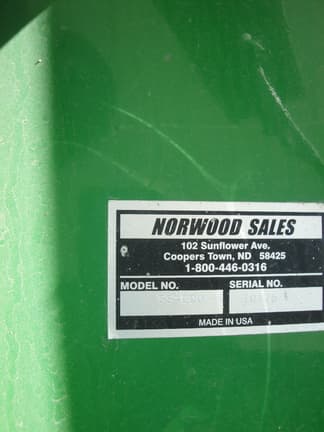 NORWOOD SALES
102 Sunflower Ave.
Coopers Town, ND 58425
1-800-446-0316
MODEL NO. SERIAL NO.
MADE IN USA